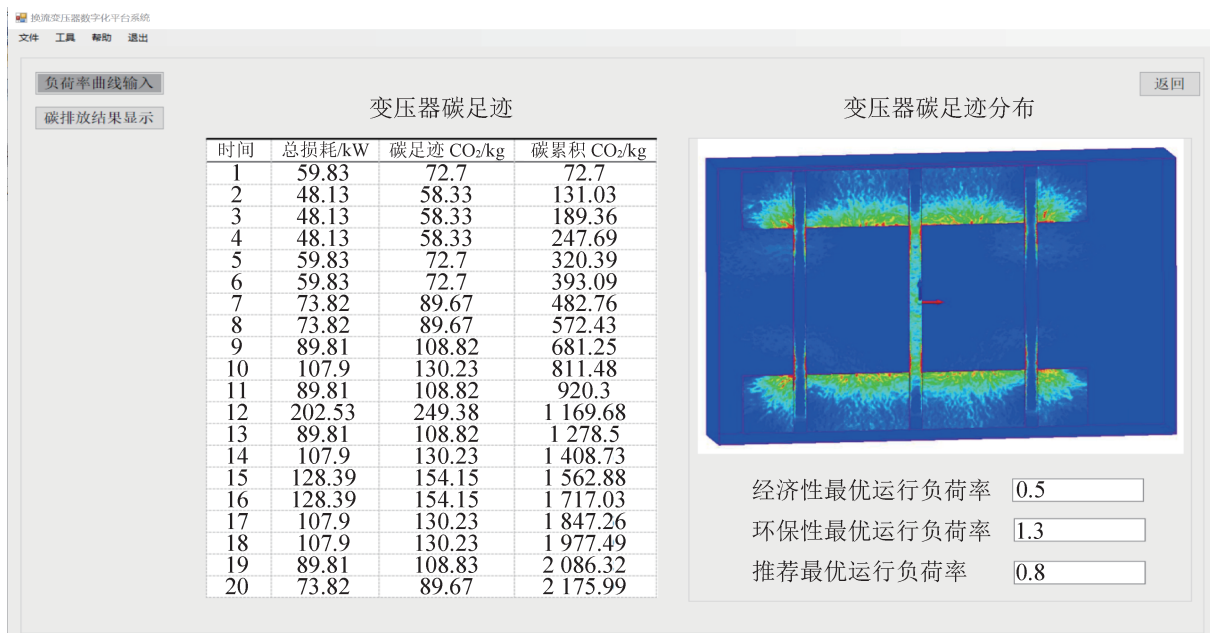 换流变压器数字化平台系统
文件 工具 帮助 退出
负荷率曲线输入
返回
碳排放结果显示
变压器碳足迹
变压器碳足迹分布
时间 总损耗/kW 碳足迹 CO₂/kg 碳累积 CO₂/kg
1 59.83 72.7 72.7
2 48.13 58.33 131.03
3 48.13 58.33 189.36
4 48.13 58.33 247.69
5 59.83 72.7 320.39
6 59.83 72.7 393.09
7 73.82 89.67 482.76
8 73.82 89.67 572.43
9 89.81 108.82 681.25
10 107.9 130.23 811.48
11 89.81 108.82 920.3
12 202.53 249.38 1 169.68
13 89.81 108.82 1 278.5
14 107.9 130.23 1 408.73
15 128.39 154.15 1 562.88
16 128.39 154.15 1 717.03
17 107.9 130.23 1 847.26
18 107.9 130.23 1 977.49
19 89.81 108.83 2 086.32
20 73.82 89.67 2 175.99
经济性最优运行负荷率 0.5
环保性最优运行负荷率 1.3
推荐最优运行负荷率 0.8